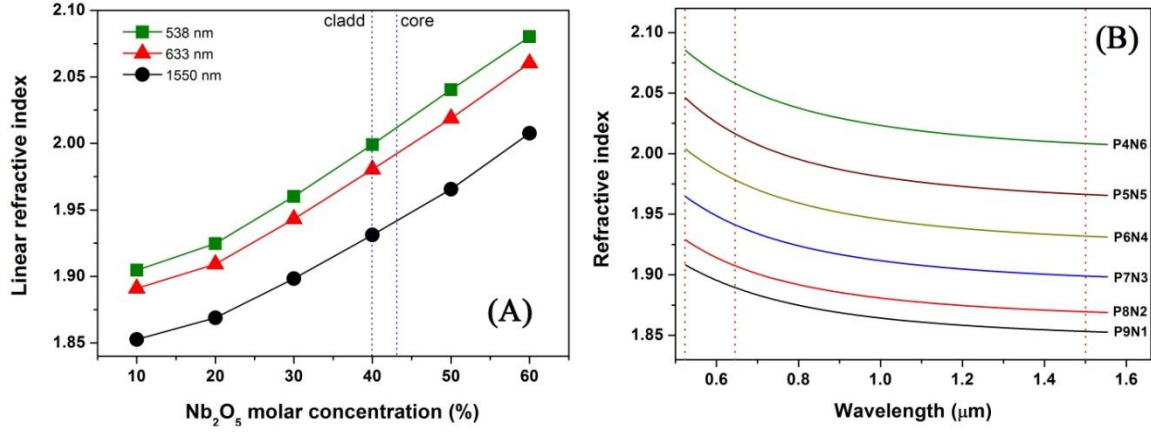 2.10
2.05
2.00
1.95
1.90
1.85
Linear refractive index
538 nm
633 nm
1550 nm
cladd
core
(A)
10 20 30 40 50 60
Nb₂O₅ molar concentration (%)
2.10
2.05
2.00
1.95
1.90
1.85
Refractive index
(B)
P4N6
P5N5
P6N4
P7N3
P8N2
P9N1
0.6 0.8 1.0 1.2 1.4 1.6
Wavelength (μm)